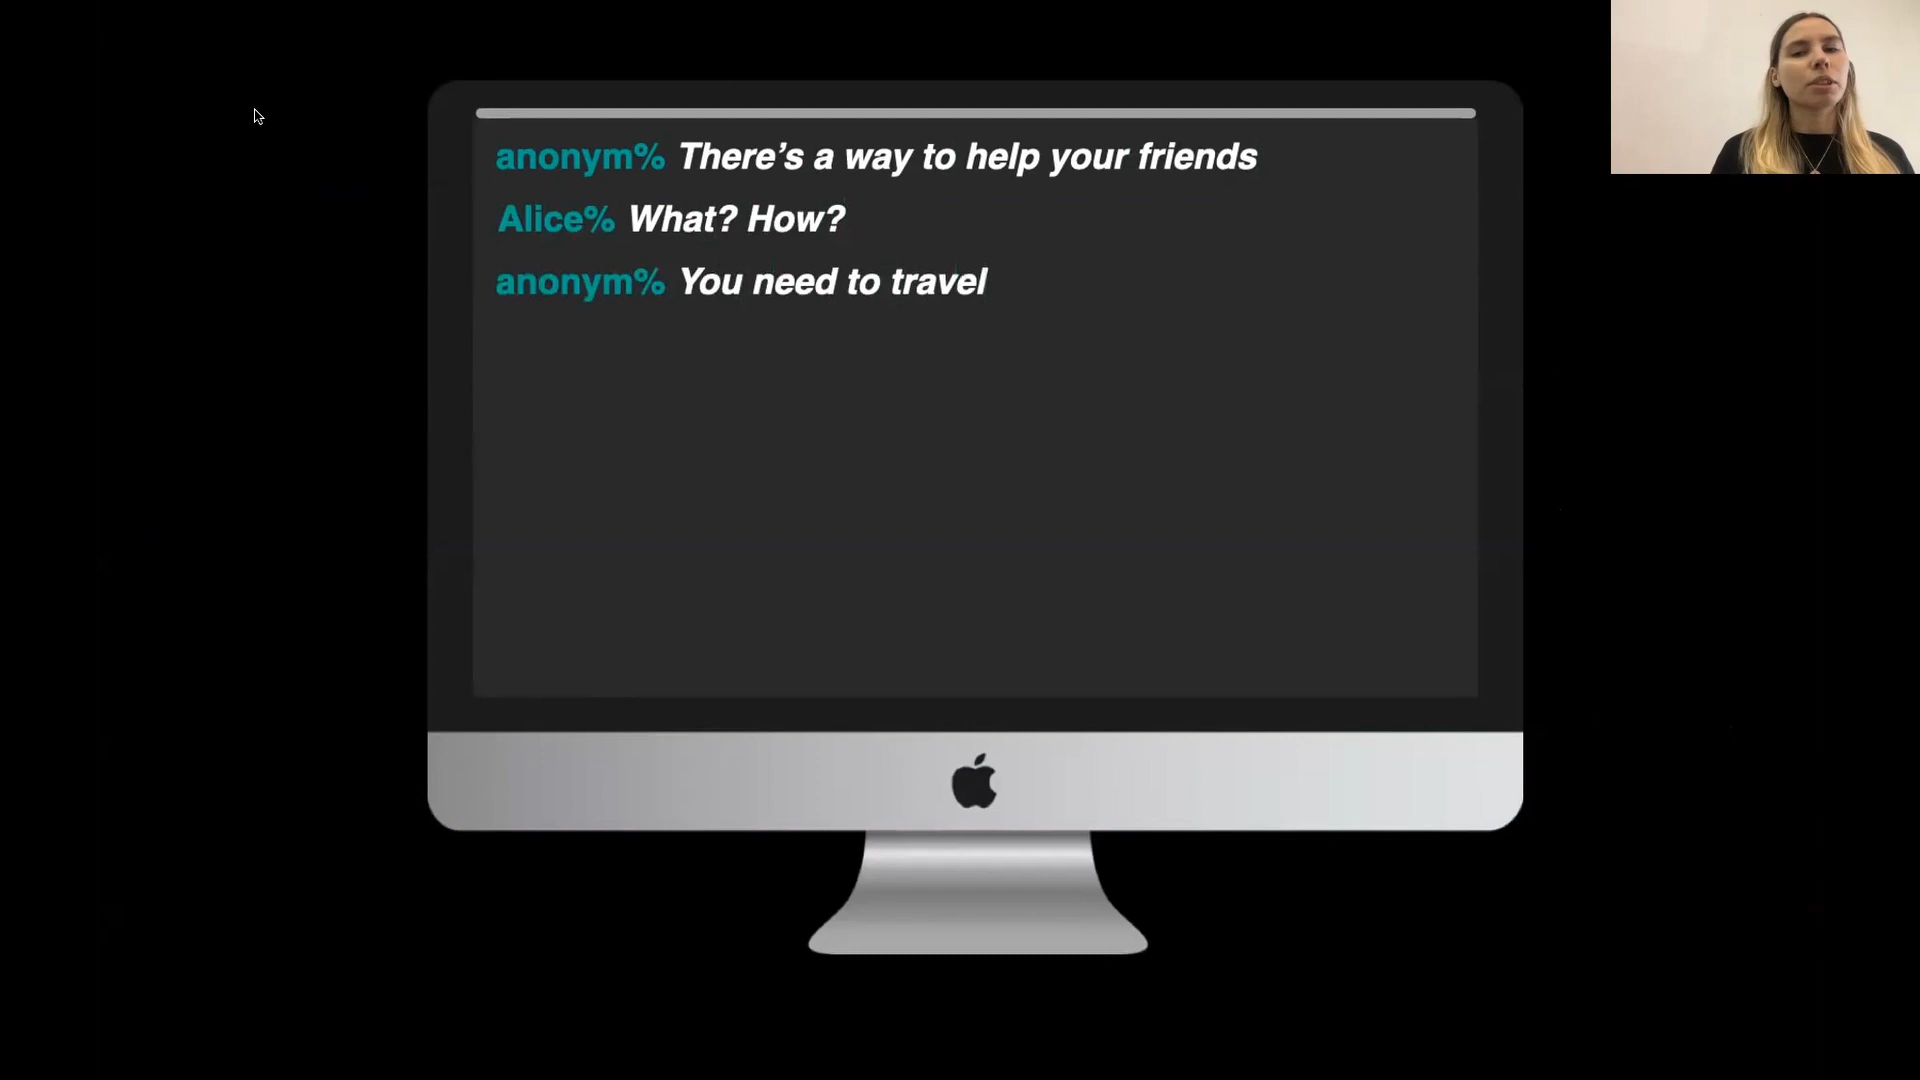 anonym% There’s a way to help your friends
Alice% What? How?
anonym% You need to travel